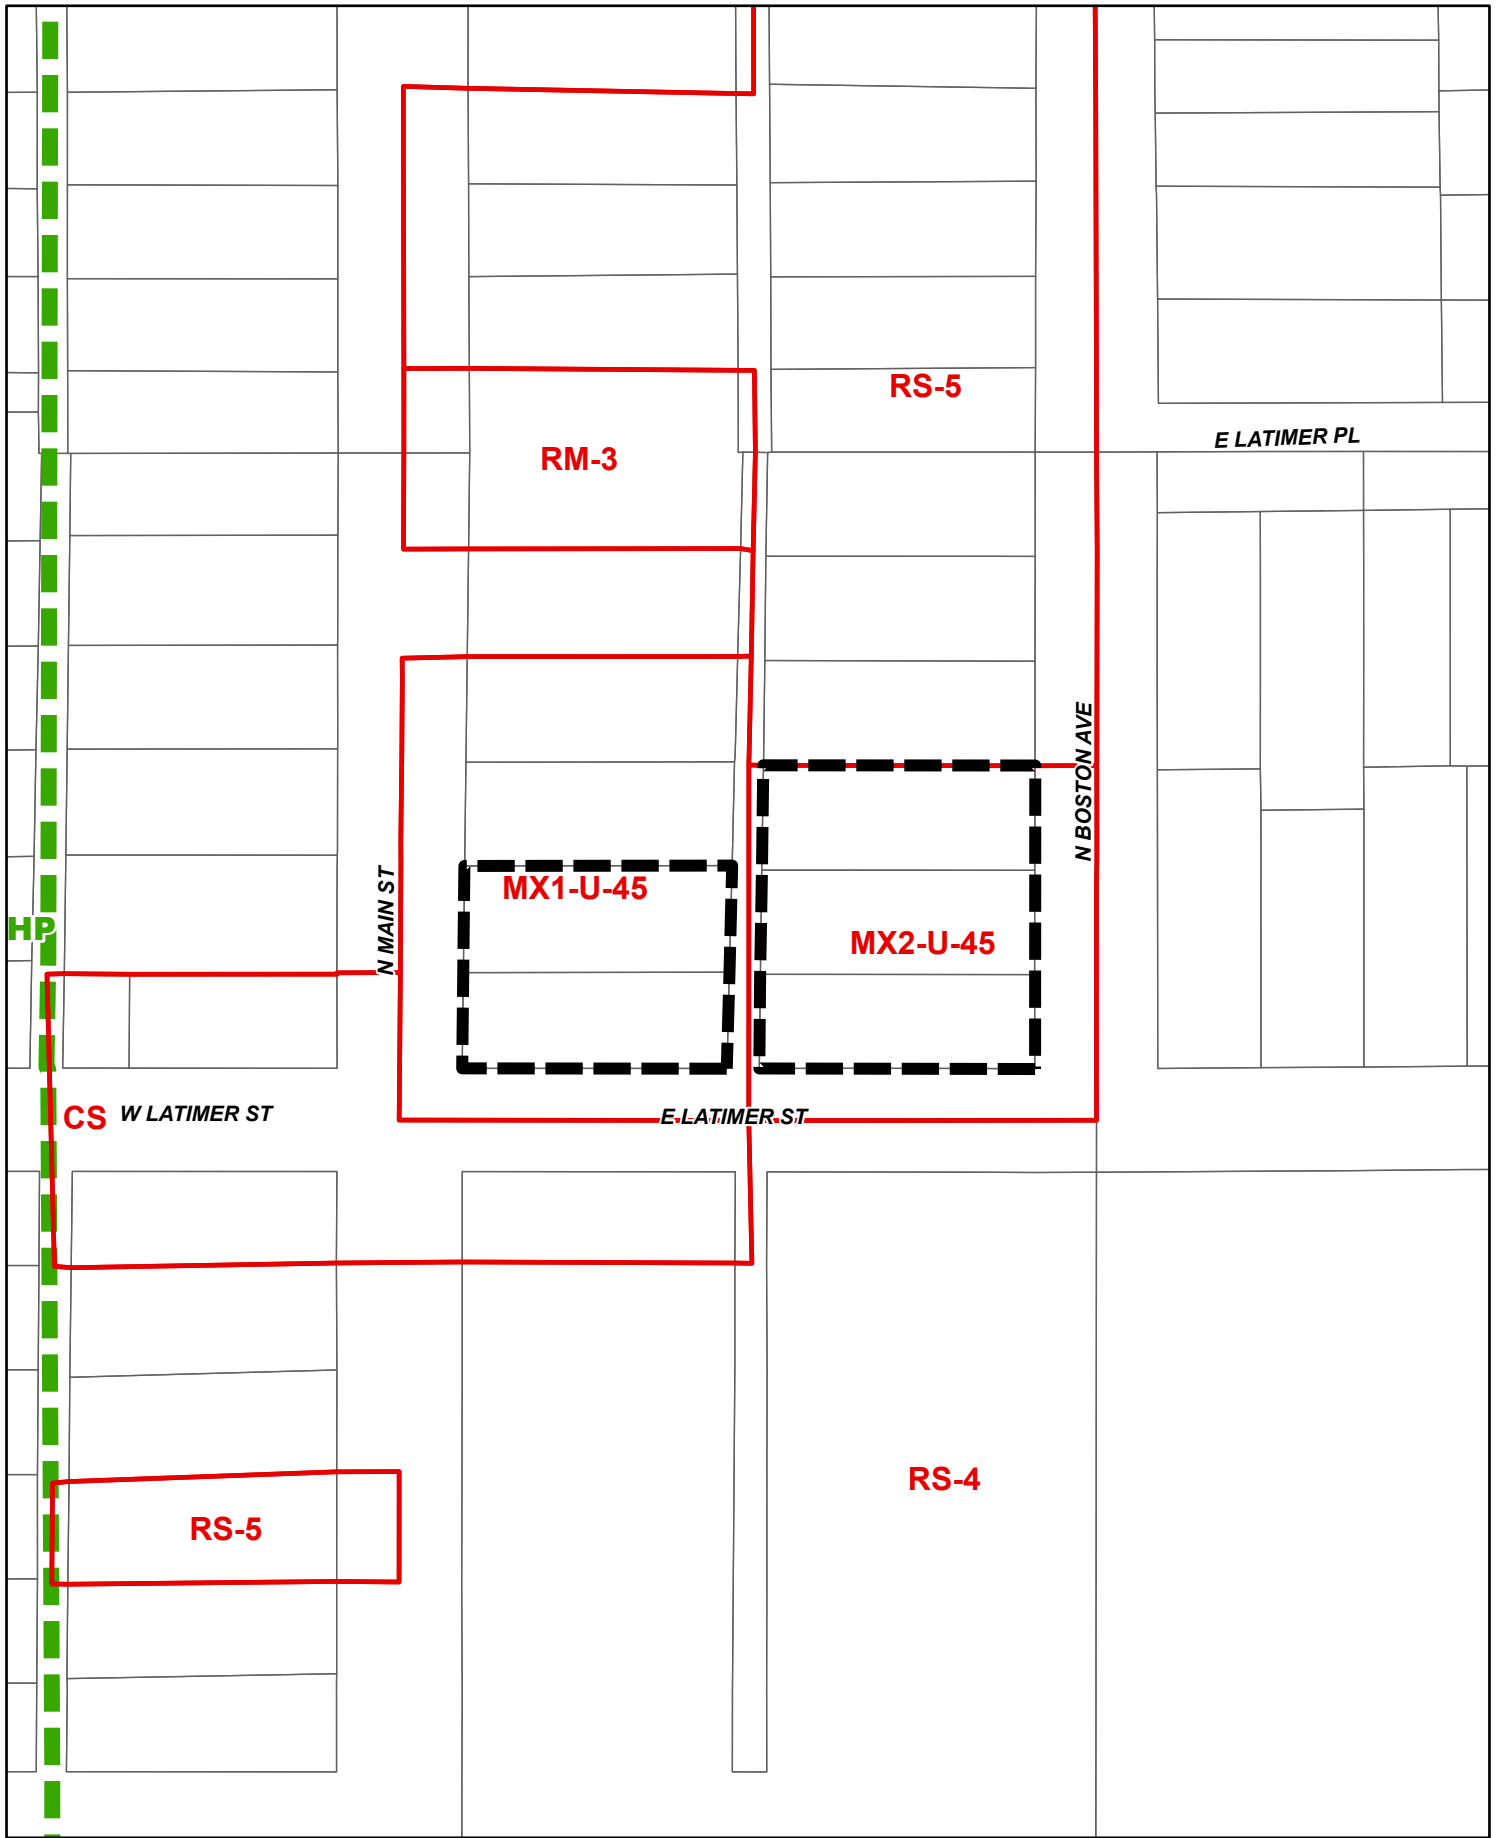 RS-5
E LATIMER PL
RM-3
N BOSTON AVE
N MAIN ST
MX1-U-45
HP
MX2-U-45
CS
W LATIMER ST
E LATIMER ST
RS-4
RS-5